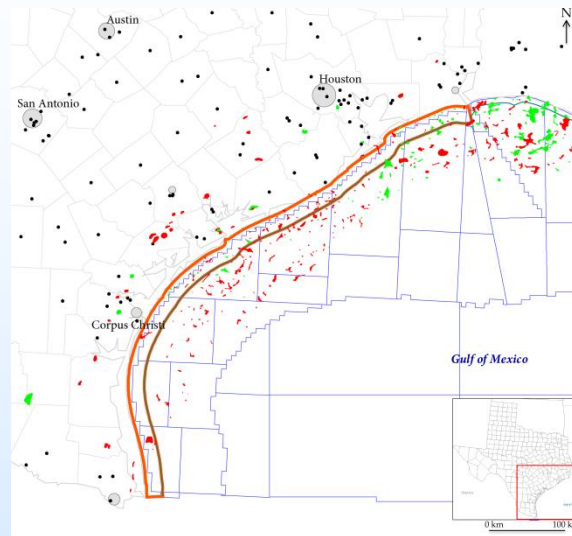 Austin
N
Houston
San Antonio
Corpus Christi
Gulf of Mexico
0 km
100 k